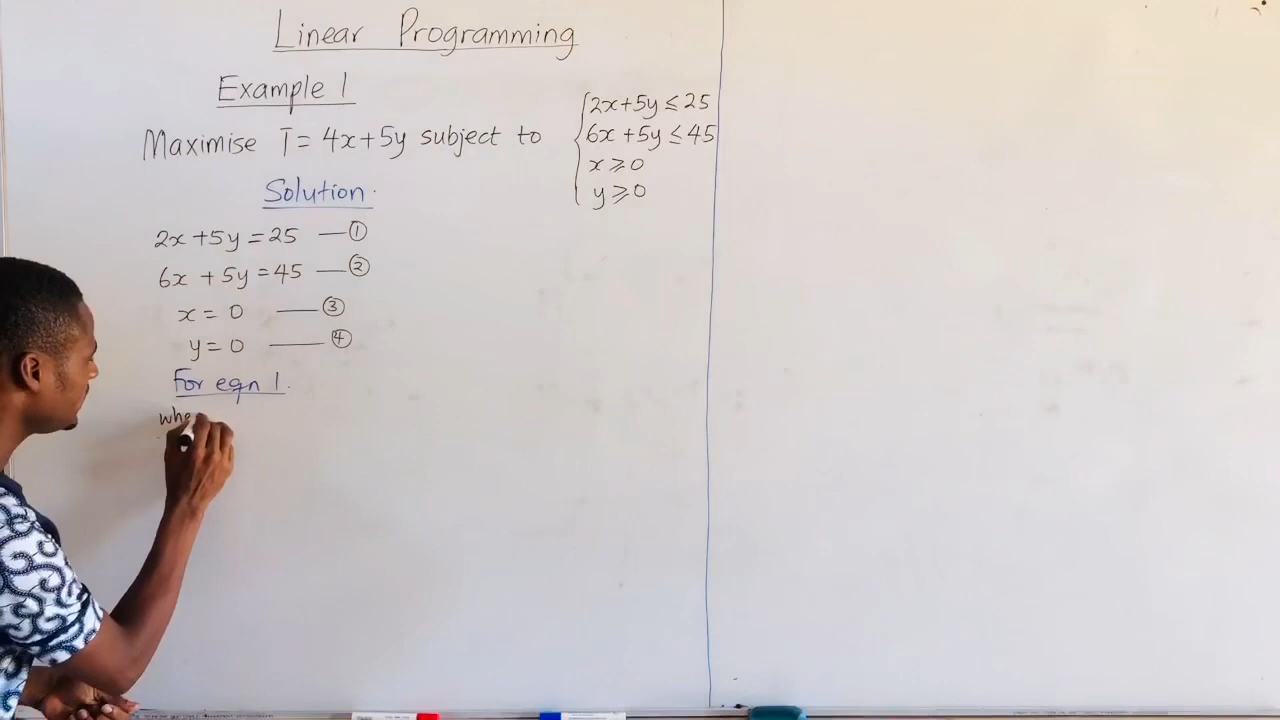 Linear Programming
Example 1
Maximise T = 4x+5y subject to
2x+5y ≤ 25
6x+5y ≤ 45
x ⩾ 0
y ⩾ 0
Solution.
2x+5y = 25 —①
6x+5y = 45 —②
x = 0 —③
y = 0 —④
For eqn 1.
whe